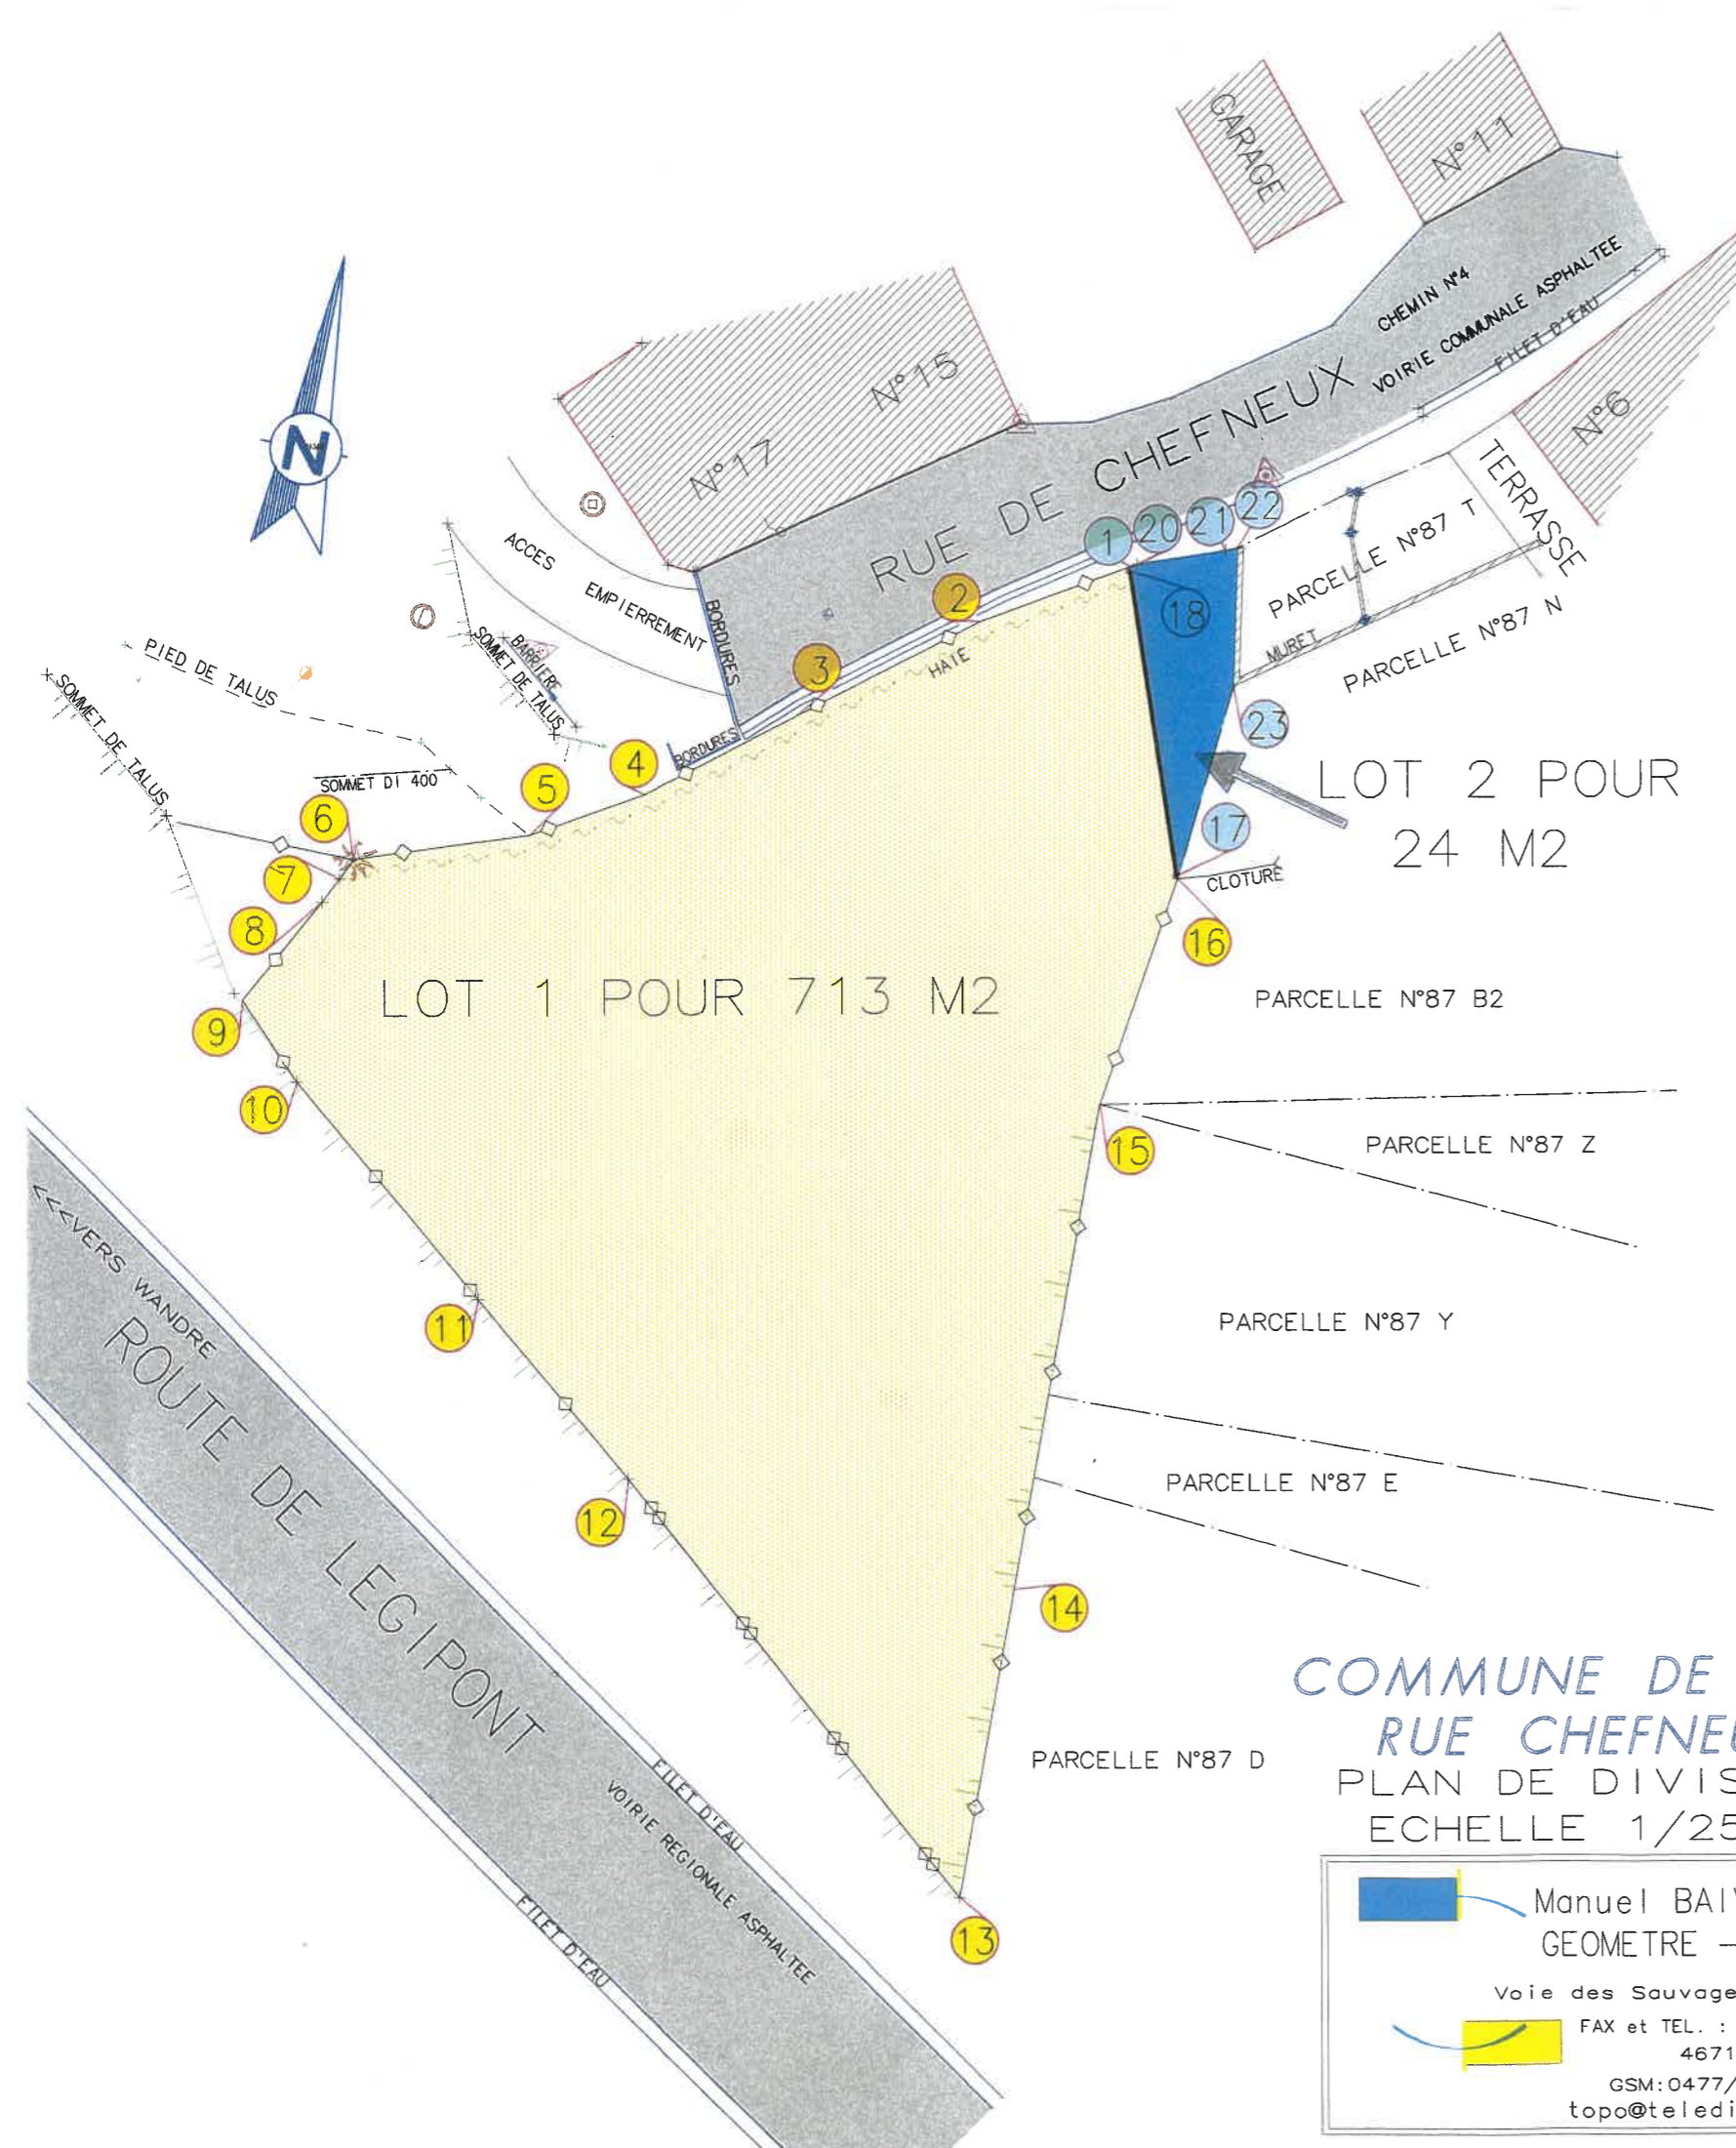 GARAGE
N°11
CHEMIN N°4
VOIRIE COMMUNALE ASPHALTEE
FILET D'EAU
N°15
N°17
N°6
RUE DE CHEFNEUX
TERRASSE
N
ACCES
EMPIERREMENT
BORDURES
PARCELLE N°87 T
PARCELLE N°87 N
MURET
1
20
21
22
18
23
2
HAIE
3
BARRIERE
SOMMET DE TALUS
PIED DE TALUS
SOMMET DE TALUS
BORDURES
4
5
SOMMET DI 400
6
7
8
LOT 2 POUR
24 M2
17
CLOTURE
16
LOT 1 POUR 713 M2
PARCELLE N°87 B2
9
10
15
PARCELLE N°87 Z
PARCELLE N°87 Y
11
<<<VERS WANDRE
ROUTE DE LEGIPONT
PARCELLE N°87 E
12
14
PARCELLE N°87 D
FILET D'EAU
VOIRIE REGIONALE ASPHALTEE
FILET D'EAU
13
COMMUNE DE
RUE CHEFNEU
PLAN DE DIVIS
ECHELLE 1/25
Manuel BAI
GEOMETRE –
Voie des Sauvage
FAX et TEL. :
4671
GSM:0477/
topo@teledi